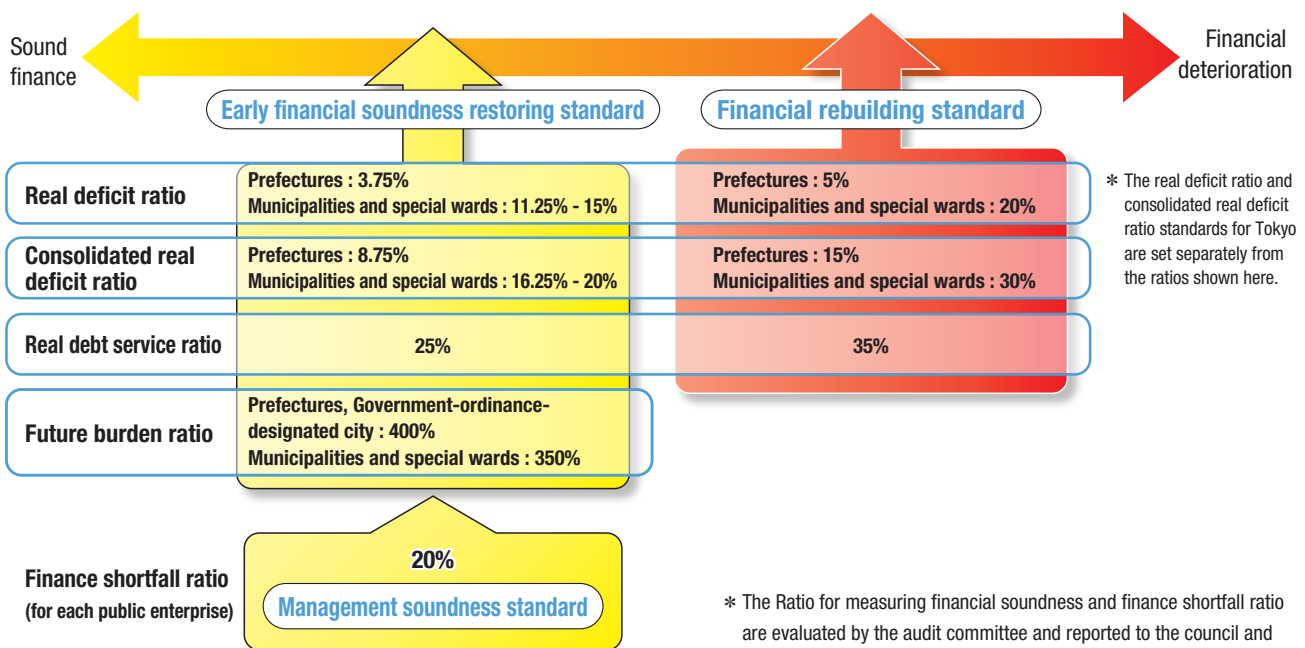 Sound
finance
Financial
deterioration
Early financial soundness restoring standard
Financial rebuilding standard
Real deficit ratio
Prefectures : 3.75%
Municipalities and special wards : 11.25% - 15%
Prefectures : 5%
Municipalities and special wards : 20%
Consolidated real
deficit ratio
Prefectures : 8.75%
Municipalities and special wards : 16.25% - 20%
Prefectures : 15%
Municipalities and special wards : 30%
Real debt service ratio
25%
35%
Future burden ratio
Prefectures, Government-ordinance-
designated city : 400%
Municipalities and special wards : 350%
* The real deficit ratio and
consolidated real deficit
ratio standards for Tokyo
are set separately from
the ratios shown here.
Finance shortfall ratio
(for each public enterprise)
20%
Management soundness standard
* The Ratio for measuring financial soundness and finance shortfall ratio
are evaluated by the audit committee and reported to the council and